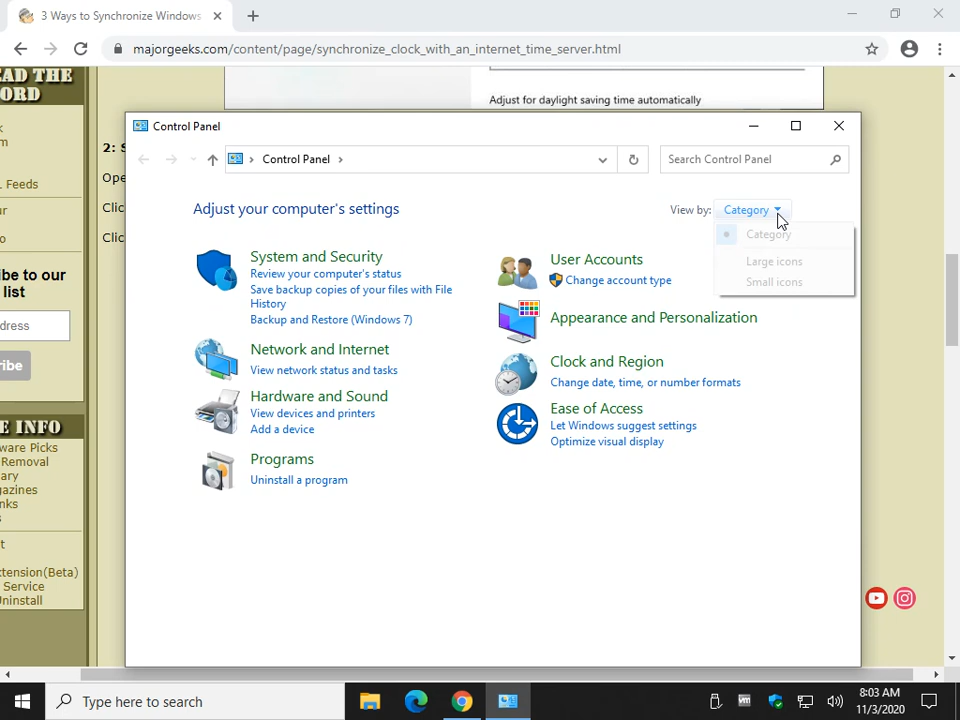 3 Ways to Synchronize Windows
majorgeeks.com/content/page/synchronize_clock_with_an_internet_time_server.html
AD THE
ORD
Feeds
be to our
list
dress
ibe
E INFO
ware Picks
Removal
ary
gazines
nks
s
t
xtension(Beta)
Service
Uninstall
Adjust for daylight saving time automatically
2: S
Ope
Clic
Clic
Control Panel
Control Panel
Search Control Panel
Adjust your computer's settings
View by: Category
Category
Large icons
Small icons
System and Security
Review your computer's status
Save backup copies of your files with File
History
Backup and Restore (Windows 7)
Network and Internet
View network status and tasks
Hardware and Sound
View devices and printers
Add a device
Programs
Uninstall a program
User Accounts
Change account type
Appearance and Personalization
Clock and Region
Change date, time, or number formats
Ease of Access
Let Windows suggest settings
Optimize visual display
Type here to search
vm
8:03 AM
11/3/2020